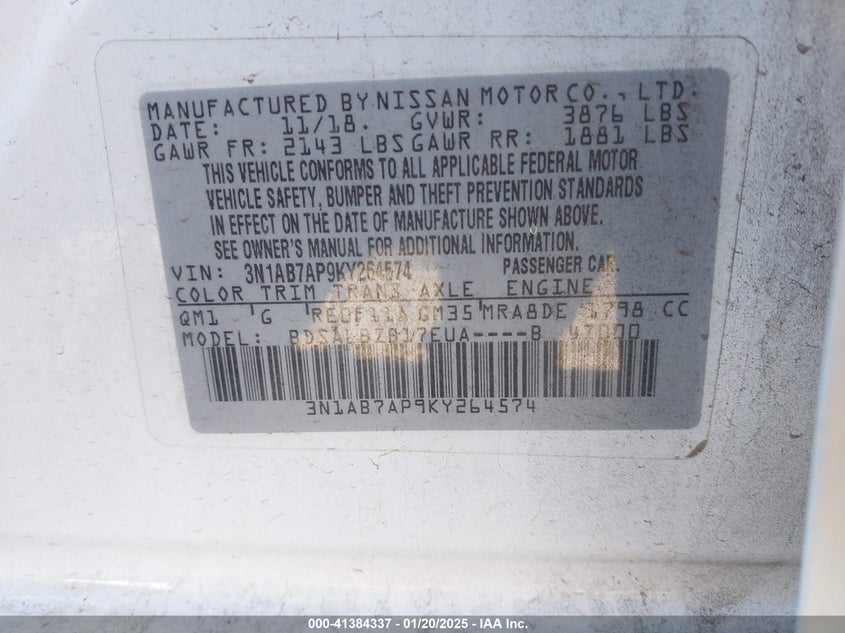 MANUFACTURED BY NISSAN MOTOR CO., LTD.
DATE: 11/18. GVWR: 3876 LBS
GAWR FR: 2143 LBS GAWR RR: 1881 LBS
THIS VEHICLE CONFORMS TO ALL APPLICABLE FEDERAL MOTOR
VEHICLE SAFETY, BUMPER AND THEFT PREVENTION STANDARDS
IN EFFECT ON THE DATE OF MANUFACTURE SHOWN ABOVE.
SEE OWNER'S MANUAL FOR ADDITIONAL INFORMATION.
VIN: 3N1AB7AP9KY264574 PASSENGER CAR.
COLOR TRIM TRANS AXLE ENGINE
QM1 'G 'RE0F11A GM35'MRA8DE 1798 CC
MODEL: 
3N1AB7AP9KY264574
000-41384337 - 01/20/2025 - IAA Inc.